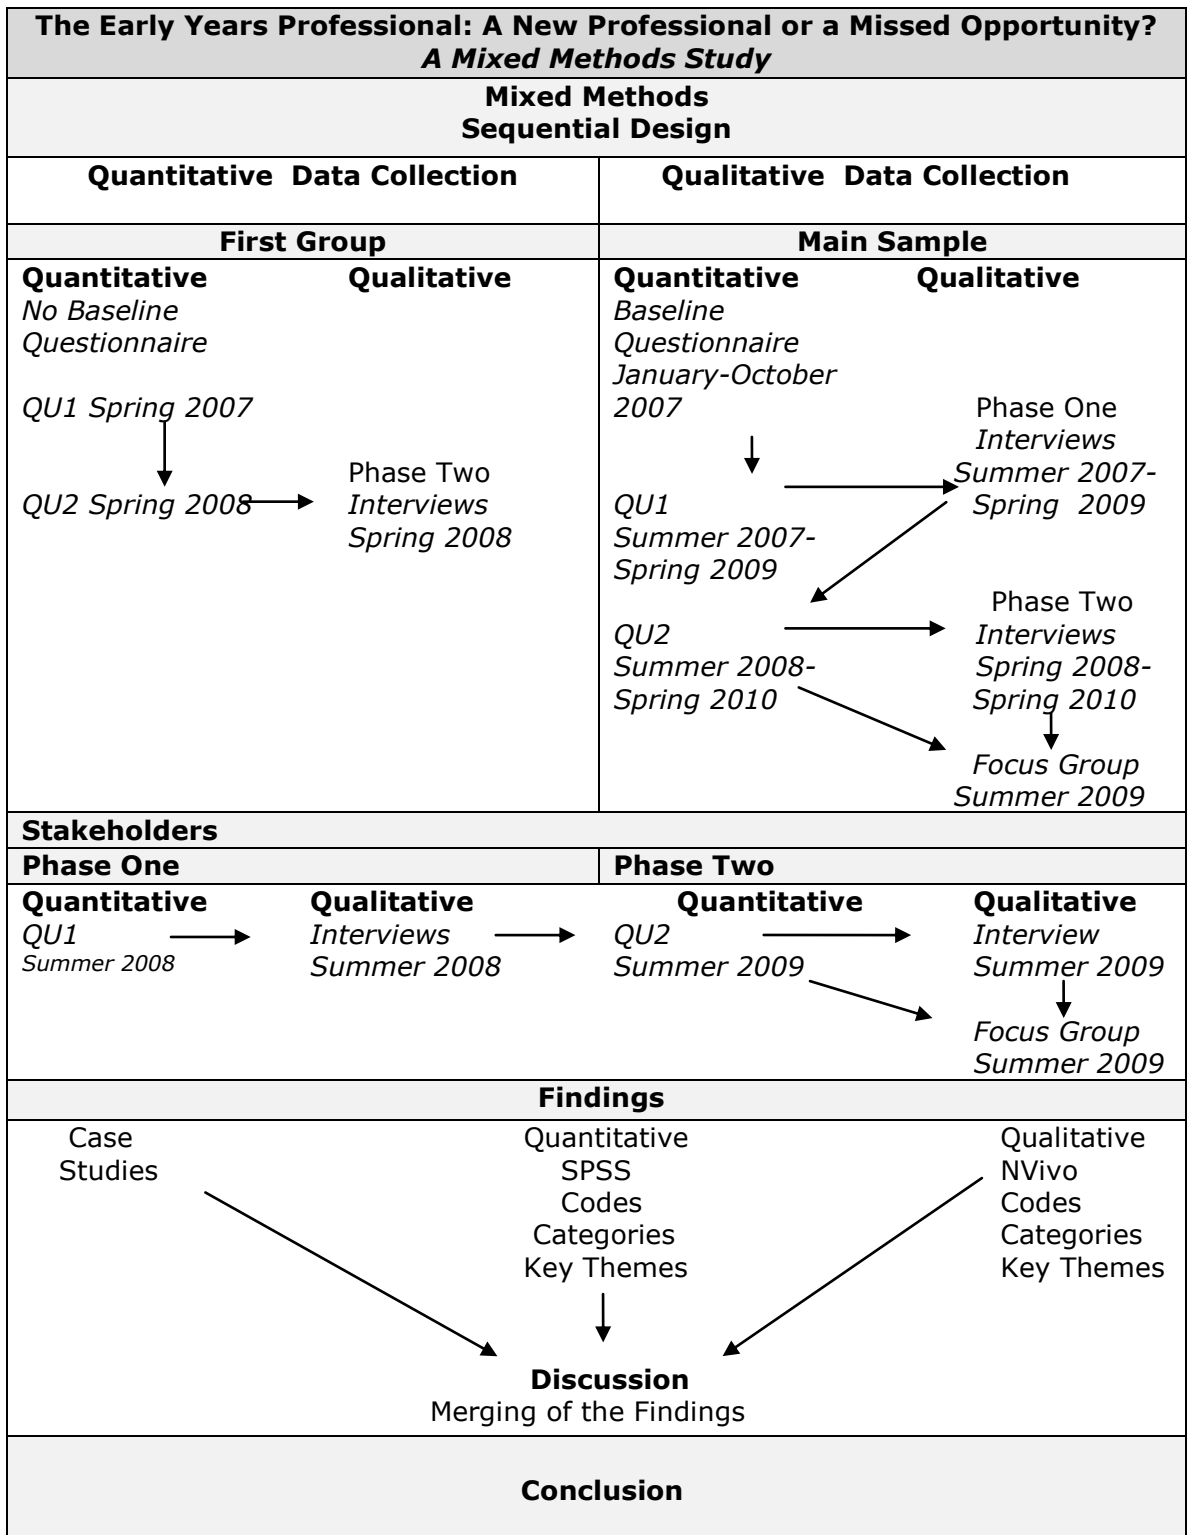 The Early Years Professional: A New Professional or a Missed Opportunity?
A Mixed Methods Study
Mixed Methods
Sequential Design
Quantitative Data Collection
Qualitative Data Collection
First Group
Main Sample
Quantitative
Qualitative
No Baseline
Questionnaire
QU1 Spring 2007
QU2 Spring 2008
Phase Two
Interviews
Spring 2008
Quantitative
Qualitative
Baseline
Questionnaire
January-October
2007
Phase One
Interviews
Summer 2007-
Spring 2009
QU1
Summer 2007-
Spring 2009
QU2
Summer 2008-
Spring 2010
Phase Two
Interviews
Spring 2008-
Spring 2010
Focus Group
Summer 2009
Stakeholders
Phase One
Phase Two
Quantitative
QU1
Summer 2008
Qualitative
Interviews
Summer 2008
Quantitative
QU2
Summer 2009
Qualitative
Interview
Summer 2009
Focus Group
Summer 2009
Findings
Case
Studies
Quantitative
SPSS
Codes
Categories
Key Themes
Qualitative
NVivo
Codes
Categories
Key Themes
Discussion
Merging of the Findings
Conclusion